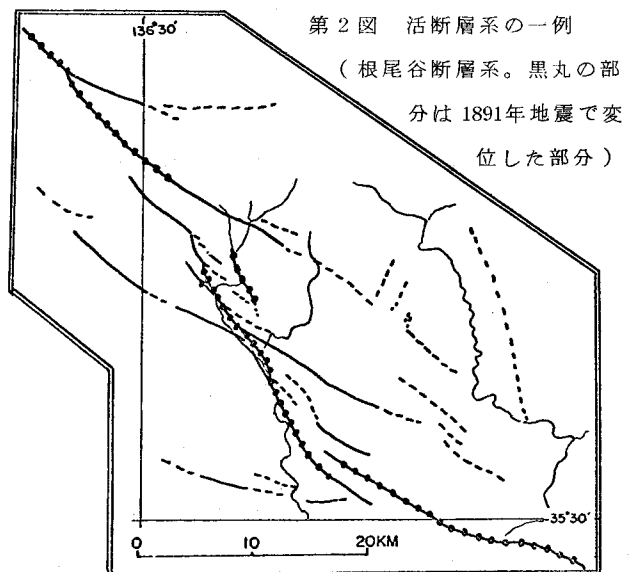 136°30'
第2図 活断層系の一例
(根尾谷断層系。黒丸の部
分は1891年地震で変
位した部分)
35°30'
0 10 20KM